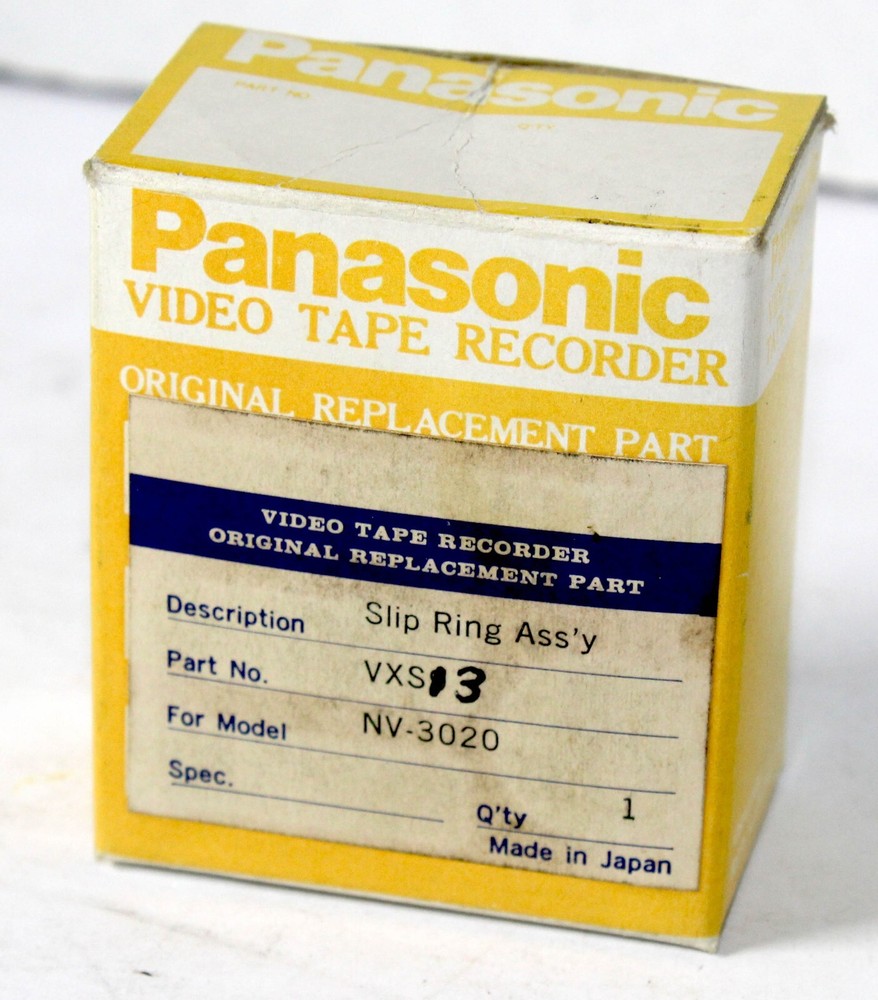 Panasonic
PART NO.
Q'TY
Panasonic
VIDEO TAPE RECORDER
ORIGINAL REPLACEMENT PART
VIDEO TAPE RECORDER
ORIGINAL REPLACEMENT PART
Description Slip Ring Ass'y
Part No. VXS13
For Model NV-3020
Spec.
Q'ty 1
Made in Japan